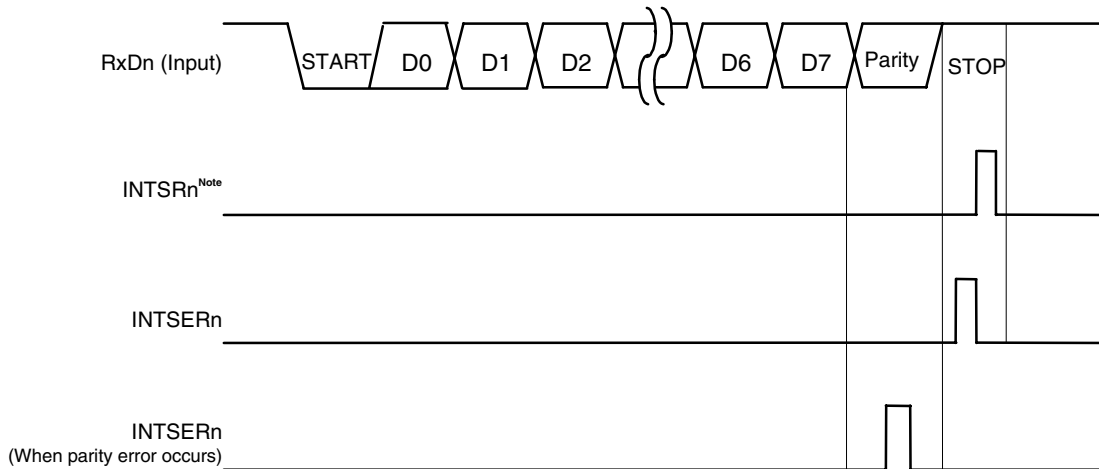 RxDn (Input) START D0 D1 D2 D6 D7 Parity STOP
INTSRnNote
INTSERn
INTSERn
(When parity error occurs)